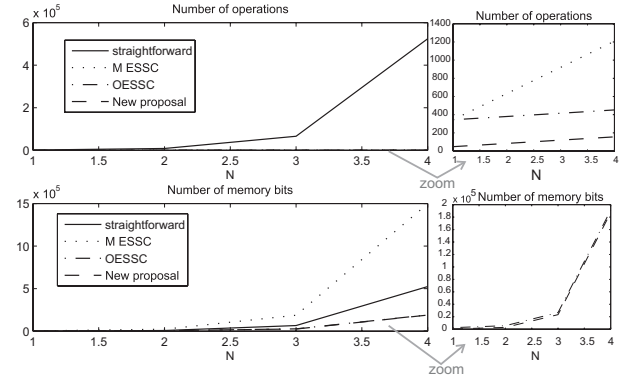 Number of operations
6 x 10^5
4
2
0
straightforward
M ESSC
OESSC
New proposal
1 1.5 2 2.5 3 3.5 4
N
Number of operations
1400
1200
1000
800
600
400
200
0
1 1.5 2 2.5 3 3.5 4
N
zoom
Number of memory bits
15 x 10^5
10
5
0
straightforward
M ESSC
OESSC
New proposal
1 1.5 2 2.5 3 3.5 4
N
Number of memory bits
2 x 10^5
1.8
1.6
1.4
1.2
1
0.8
0.6
0.4
0.2
0
1 1.5 2 2.5 3 3.5 4
N
zoom